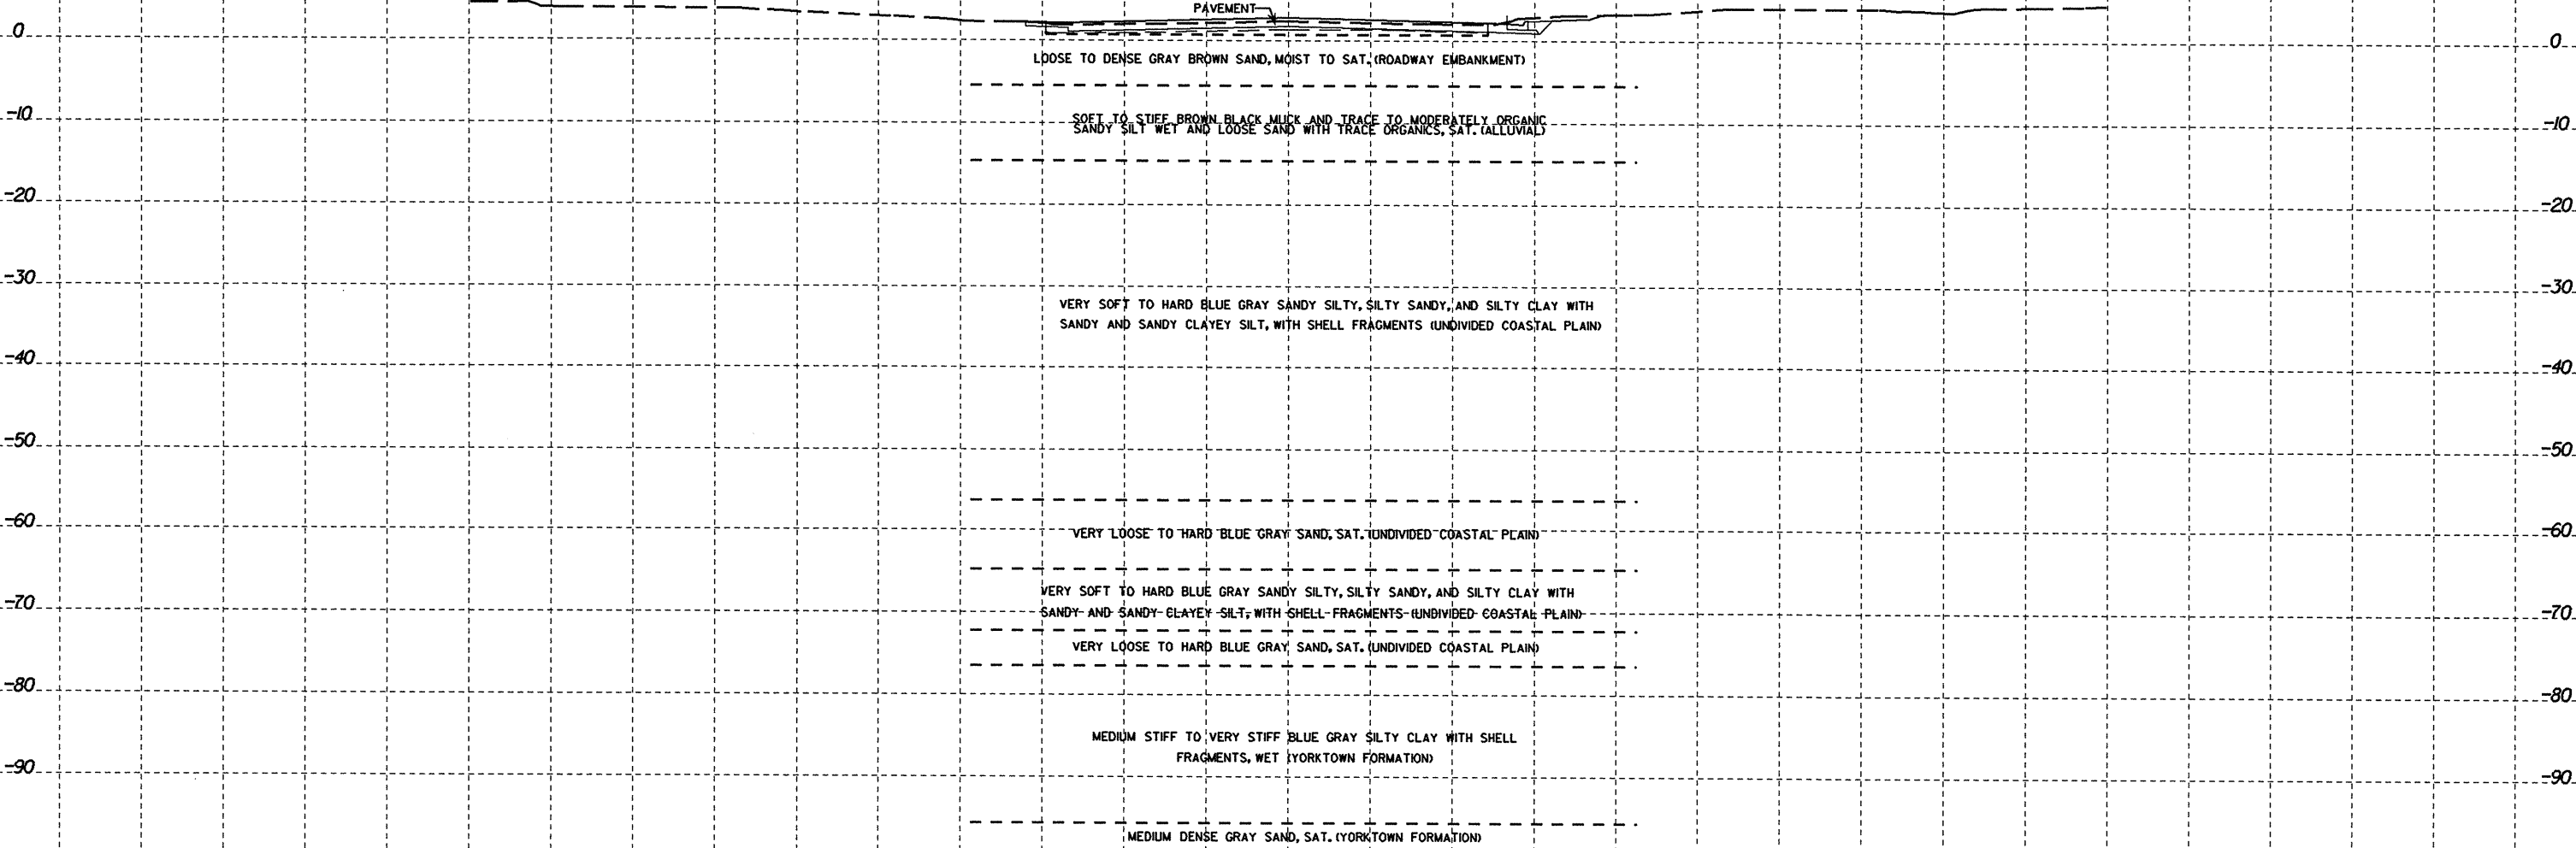 PAVEMENT
0 0
LOOSE TO DENSE GRAY BROWN SAND, MOIST TO SAT. (ROADWAY EMBANKMENT)
-10 -10
SOFT TO STIFF BROWN BLACK MUCK AND TRACE TO MODERATELY ORGANIC
SANDY SILT WET AND LOOSE SAND WITH TRACE ORGANICS, SAT. (ALLUVIAL)
-20 -20
-30 -30
VERY SOFT TO HARD BLUE GRAY SANDY SILTY, SILTY SANDY, AND SILTY CLAY WITH
SANDY AND SANDY CLAYEY SILT, WITH SHELL FRAGMENTS (UNDIVIDED COASTAL PLAIN)
-40 -40
-50 -50
-60 -60
VERY LOOSE TO HARD BLUE GRAY SAND, SAT. (UNDIVIDED COASTAL PLAIN)
VERY SOFT TO HARD BLUE GRAY SANDY SILTY, SILTY SANDY, AND SILTY CLAY WITH
-70 -70
SANDY AND SANDY CLAYEY SILT, WITH SHELL FRAGMENTS (UNDIVIDED COASTAL PLAIN)
VERY LOOSE TO HARD BLUE GRAY SAND, SAT. (UNDIVIDED COASTAL PLAIN)
-80 -80
MEDIUM STIFF TO VERY STIFF BLUE GRAY SILTY CLAY WITH SHELL
FRAGMENTS, WET (YORKTOWN FORMATION)
-90 -90
MEDIUM DENSE GRAY SAND, SAT. (YORKTOWN FORMATION)